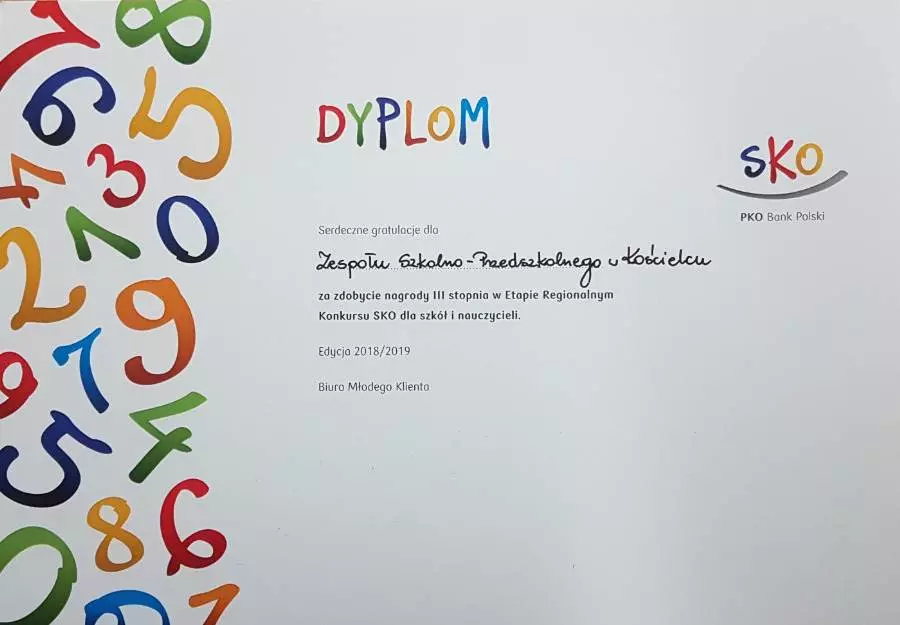 DYPLOM
SKO
PKO Bank Polski
Serdeczne gratulacje dla
Zespołu Szkolno-Przedszkolnego w Kościelcu
za zdobycie nagrody III stopnia w Etapie Regionalnym
Konkursu SKO dla szkół i nauczycieli.
Edycja 2018/2019
Biuro Młodego Klienta